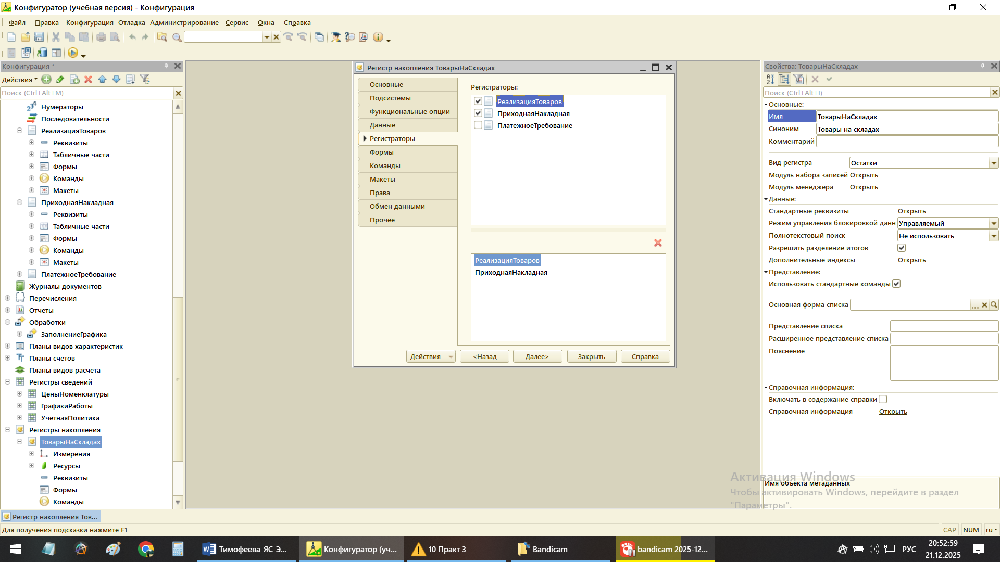 Конфигуратор (учебная версия) - Конфигурация
Файл Правка Конфигурация Отладка Администрирование Сервис Окна Справка
Конфигурация *
Действия
Поиск (Ctrl+Alt+M)
Нумераторы
Последовательности
РеализацияТоваров
Реквизиты
Табличные части
Формы
Команды
Макеты
ПриходнаяНакладная
Реквизиты
Табличные части
Формы
Команды
Макеты
ПлатежноеТребование
Журналы документов
Перечисления
Отчеты
Обработки
ЗаполнениеГрафика
Планы видов характеристик
Планы счетов
Планы видов расчета
Регистры сведений
ЦеныНоменклатуры
ГрафикиРаботы
УчетнаяПолитика
Регистры накопления
ТоварыНаСкладах
Измерения
Ресурсы
Реквизиты
Формы
Команды
Регистр накопления ТоварыНаСкладах
Основные
Подсистемы
Функциональные опции
Данные
Регистраторы
Формы
Команды
Макеты
Права
Обмен данными
Прочее
Регистраторы:
РеализацияТоваров
ПриходнаяНакладная
ПлатежноеТребование
РеализацияТоваров
ПриходнаяНакладная
Действия <Назад Далее> Закрыть Справка
Свойства: ТоварыНаСкладах
Поиск (Ctrl+Alt+I)
Основные:
Имя ТоварыНаСкладах
Синоним Товары на складах
Комментарий
Вид регистра Остатки
Модуль набора записей Открыть
Модуль менеджера Открыть
Данные:
Стандартные реквизиты Открыть
Режим управления блокировкой данн Управляемый
Полнотекстовый поиск Не использовать
Разрешить разделение итогов
Дополнительные индексы Открыть
Представление:
Использовать стандартные команды
Основная форма списка ...
Представление списка
Расширенное представление списка
Пояснение
Справочная информация:
Включать в содержание справки
Справочная информация Открыть
Активация Windows
Имя объекта метаданных
Чтобы активировать Windows, перейдите в раздел
"Параметры".
Регистр накопления Тов...
Для получения подсказки нажмите F1
CAP NUM ru
Тимофеева_ЯС_Э... Конфигуратор (уч... 10 Практ 3 Bandicam bandicam 2025-12... РУС
20:52:59
21.12.2025